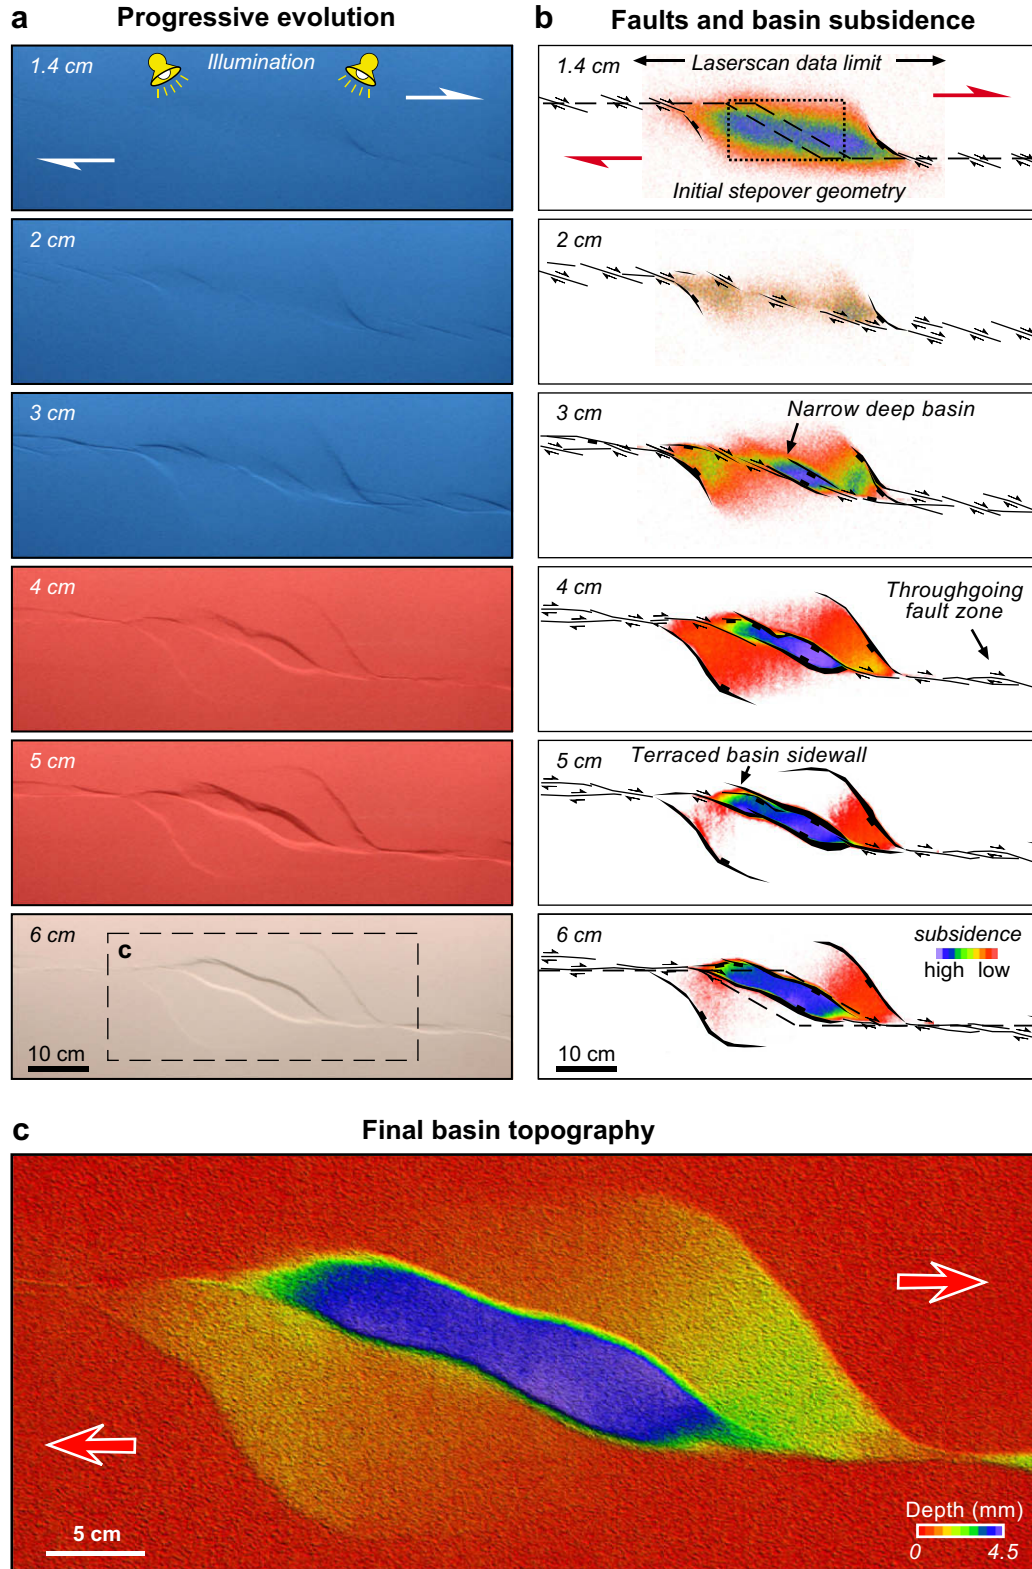 a
Progressive evolution
1.4 cm
Illumination
2 cm
3 cm
4 cm
5 cm
6 cm
c
10 cm
b
Faults and basin subsidence
1.4 cm
Laserscan data limit
Initial stepover geometry
2 cm
3 cm
Narrow deep basin
4 cm
Throughgoing
fault zone
5 cm
Terraced basin sidewall
6 cm
subsidence
high low
10 cm
c
Final basin topography
5 cm
Depth (mm)
0 4.5